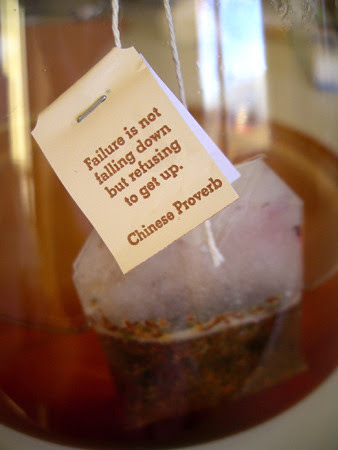 Failure is not
falling down
but refusing
to get up.
Chinese Proverb